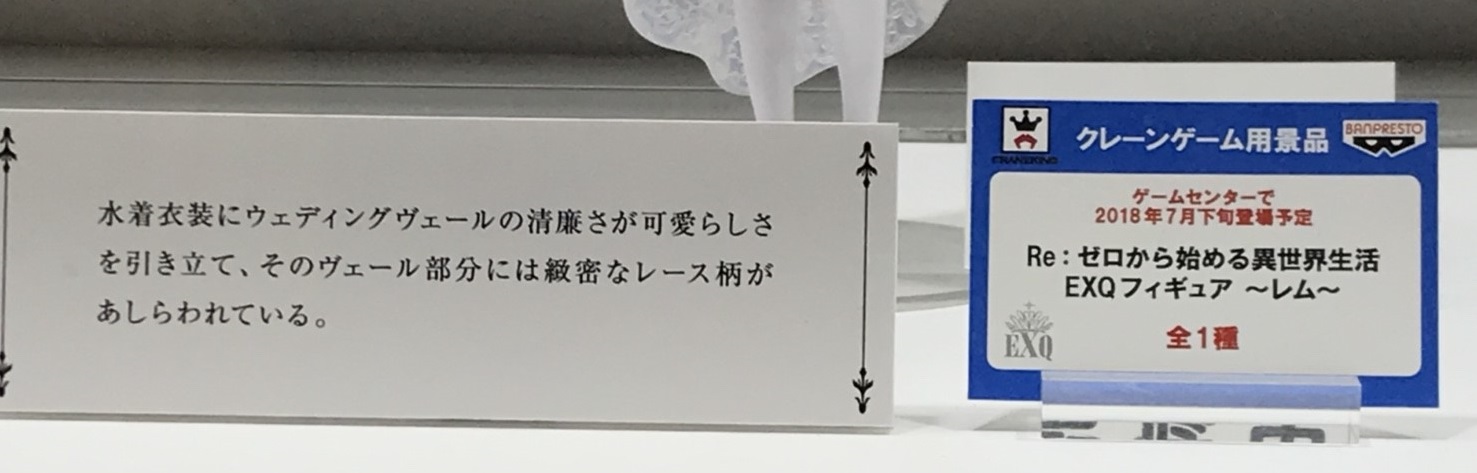 水着衣装にウェディングヴェールの清廉さが可愛らしさ
を引き立て、そのヴェール部分には緻密なレース柄が
あしらわれている。
CRANEKING
クレーンゲーム用景品
BANPRESTO
ゲームセンターで
2018年7月下旬登場予定
Re：ゼロから始める異世界生活
EXQフィギュア ～レム～
EXQ
全1種